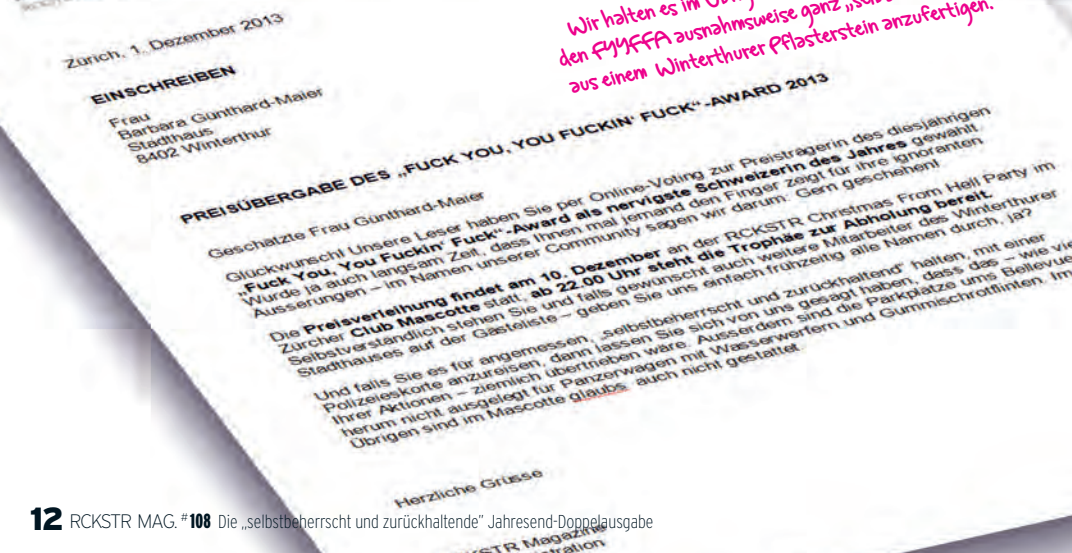 Wir halten es im
den FYYFFA ausnahmsweise ganz
aus einem Winterthurer Pflasterstein anzufertigen.
Zürich, 1. Dezember 2013
EINSCHREIBEN
Frau
Barbara Günthard-Maier
Stadthaus
8402 Winterthur
PREISÜBERGABE DES „FUCK YOU, YOU FUCKIN' FUCK“-AWARD 2013
Geschätzte Frau Günthard-Maier
Glückwunsch! Unsere Leser haben Sie per Online-Voting zur Preisträgerin des diesjährigen
„Fuck You, You Fuckin' Fuck“-Award als nervigste Schweizerin des Jahres gewählt.
Wurde ja auch langsam Zeit, dass Ihnen mal jemand den Finger zeigt für Ihre ignoranten
Äusserungen – im Namen unserer Community sagen wir darum: Gern geschehen!
Die Preisverleihung findet am 10. Dezember an der RCKSTR Christmas From Hell Party im
Zürcher Club Mascotte statt, ab 22.00 Uhr steht die Trophäe zur Abholung bereit.
Selbstverständlich stehen Sie und falls gewünscht auch weitere Mitarbeiter des Winterthurer
Stadthauses auf der Gästeliste – geben Sie uns einfach frühzeitig alle Namen durch, ja?
Und falls Sie es für angemessen, „selbstbeherrscht und zurückhaltend“ halten, mit einer
Polizeieskorte anzureisen, dann lassen Sie sich von uns gesagt haben, dass das – wie
Ihrer Aktionen – ziemlich übertrieben wäre. Ausserdem sind die Parkplätze ums Bellevue
herum nicht ausgelegt für Panzerwagen mit Wasserwerfern und Gummischrotflinten. Im
Übrigen sind im Mascotte glaubs auch nicht gestattet.
Herzliche Grüsse
RCKSTR Magazine
12 RCKSTR MAG. #108 Die „selbstbeherrscht und zurückhaltende” Jahresend-Doppelausgabe